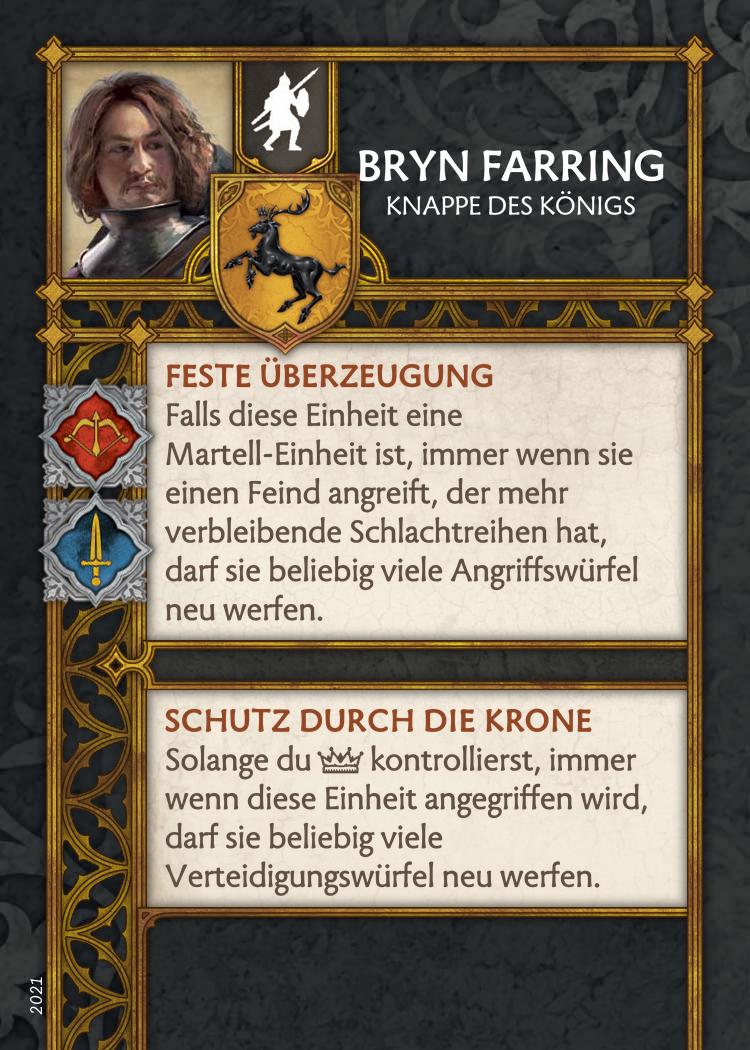 BRYN FARRING
KNAPPE DES KÖNIGS
FESTE ÜBERZEUGUNG
Falls diese Einheit eine
Martell-Einheit ist, immer wenn sie
einen Feind angreift, der mehr
verbleibende Schlachtreihen hat,
darf sie beliebig viele Angriffswürfel
neu werfen.
SCHUTZ DURCH DIE KRONE
Solange du kontrollierst, immer
wenn diese Einheit angegriffen wird,
darf sie beliebig viele
Verteidigungswürfel neu werfen.
2021